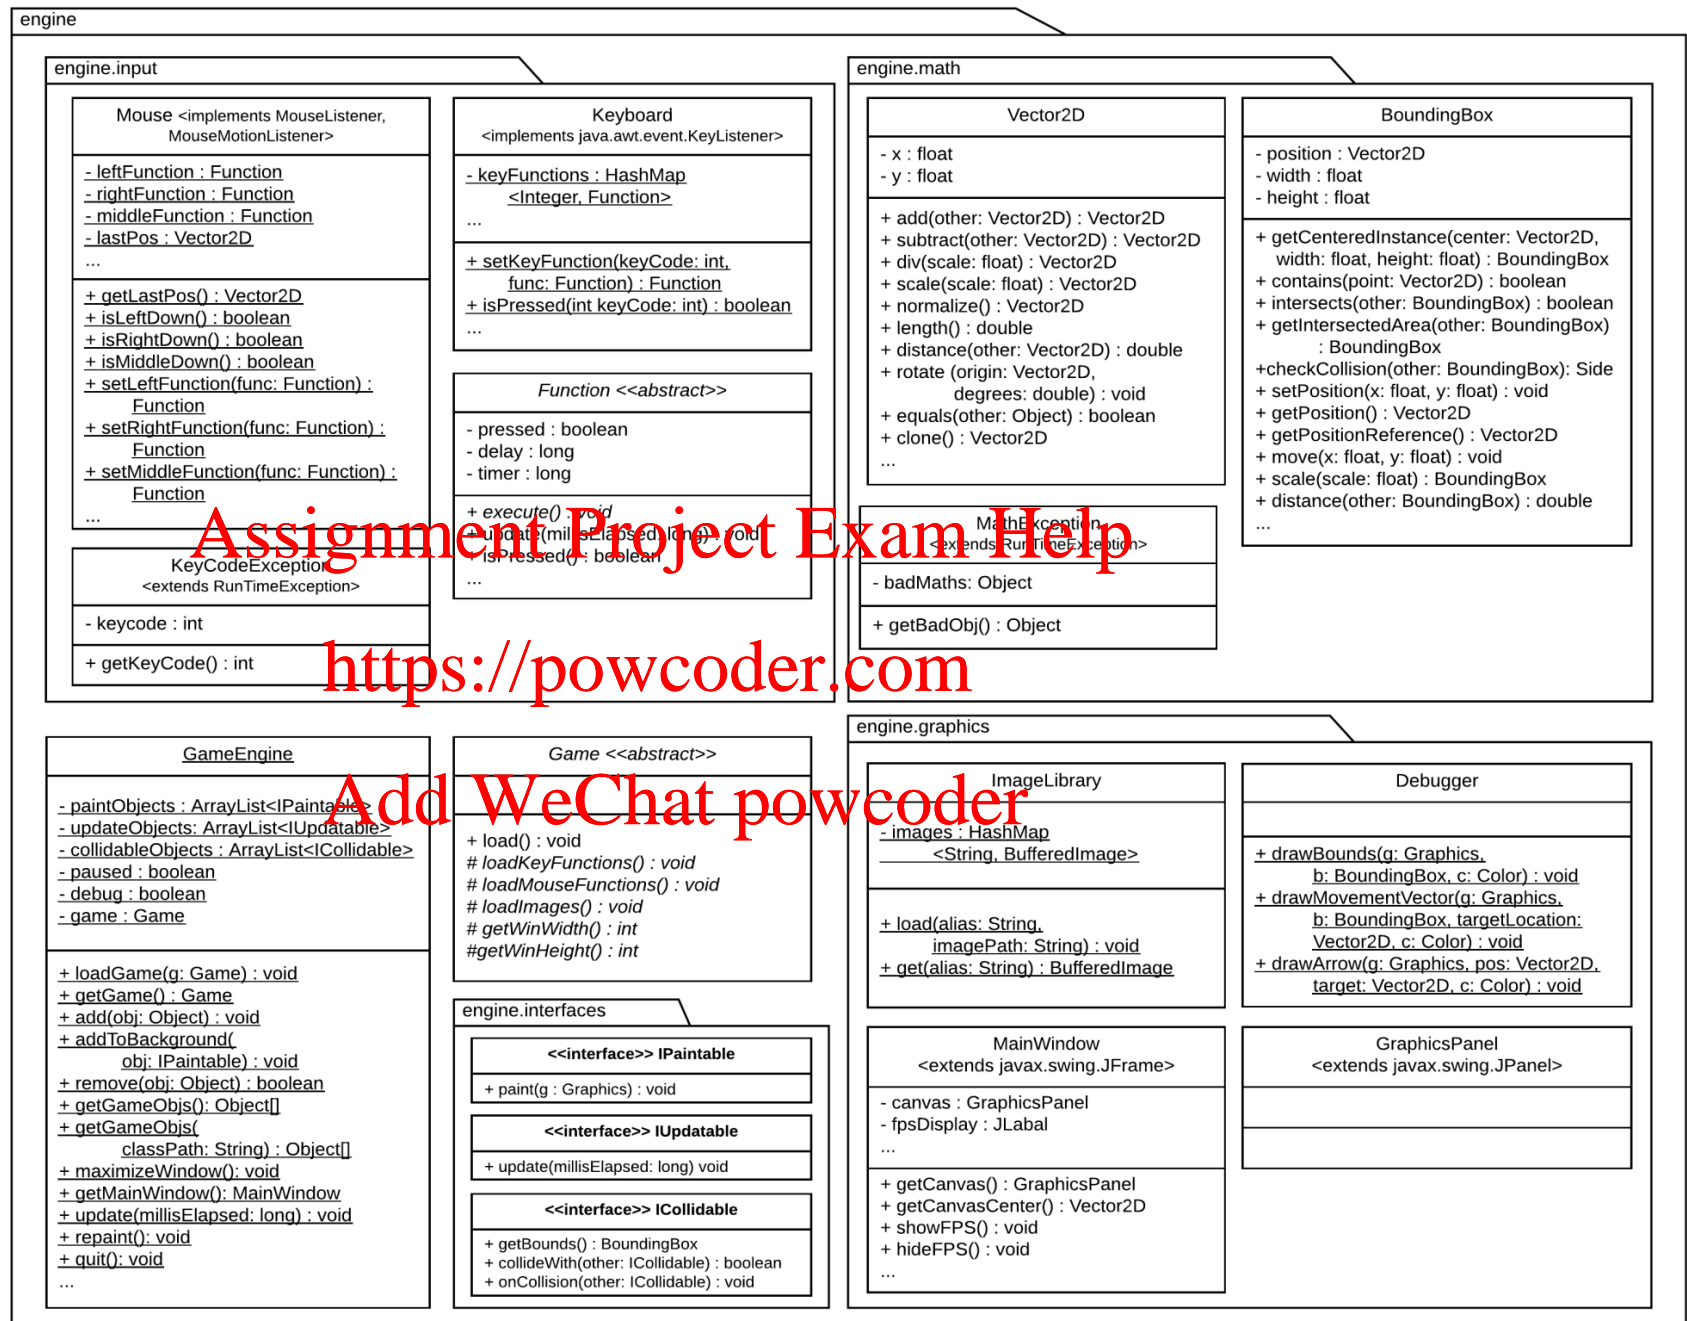 engine
engine.input
Mouse <implements MouseListener,
MouseMotionListener>
- leftFunction : Function
- rightFunction : Function
- middleFunction : Function
- lastPos : Vector2D
...
+ getLastPos() : Vector2D
+ isLeftDown() : boolean
+ isRightDown() : boolean
+ isMiddleDown() : boolean
+ setLeftFunction(func: Function) :
Function
+ setRightFunction(func: Function) :
Function
+ setMiddleFunction(func: Function) :
Function
...
KeyCodeException
<extends RunTimeException>
- keycode : int
+ getKeyCode() : int
Keyboard
<implements java.awt.event.KeyListener>
- keyFunctions : HashMap
<Integer, Function>
...
+ setKeyFunction(keyCode: int,
func: Function) : Function
+ isPressed(int keyCode: int) : boolean
...
Function <<abstract>>
- pressed : boolean
- delay : long
- timer : long
+ execute() : void
+ update(millisElapsed: long) : void
+ isPressed() : boolean
...
engine.math
Vector2D
- x : float
- y : float
+ add(other: Vector2D) : Vector2D
+ subtract(other: Vector2D) : Vector2D
+ div(scale: float) : Vector2D
+ scale(scale: float) : Vector2D
+ normalize() : Vector2D
+ length() : double
+ distance(other: Vector2D) : double
+ rotate (origin: Vector2D,
degrees: double) : void
+ equals(other: Object) : boolean
+ clone() : Vector2D
...
MathException
<extends RunTimeException>
- badMaths: Object
+ getBadObj() : Object
BoundingBox
- position : Vector2D
- width : float
- height : float
+ getCenteredInstance(center: Vector2D,
width: float, height: float) : BoundingBox
+ contains(point: Vector2D) : boolean
+ intersects(other: BoundingBox) : boolean
+ getIntersectedArea(other: BoundingBox)
: BoundingBox
+checkCollision(other: BoundingBox): Side
+ setPosition(x: float, y: float) : void
+ getPosition() : Vector2D
+ getPositionReference() : Vector2D
+ move(x: float, y: float) : void
+ scale(scale: float) : BoundingBox
+ distance(other: BoundingBox) : double
...
Assignment Project Exam Help
https://powcoder.com
Add WeChat powcoder
GameEngine
- paintObjects : ArrayList<IPaintable>
- updateObjects: ArrayList<IUpdatable>
- collidableObjects : ArrayList<ICollidable>
- paused : boolean
- debug : boolean
- game : Game
+ loadGame(g: Game) : void
+ getGame() : Game
+ add(obj: Object) : void
+ addToBackground(
obj: IPaintable) : void
+ remove(obj: Object) : boolean
+ getGameObjs(): Object[]
+ getGameObjs(
classPath: String) : Object[]
+ maximizeWindow(): void
+ getMainWindow(): MainWindow
+ update(millisElapsed: long) : void
+ repaint(): void
+ quit(): void
...
Game <<abstract>>
+ load() : void
# loadKeyFunctions() : void
# loadMouseFunctions() : void
# loadImages() : void
# getWinWidth() : int
#getWinHeight() : int
engine.interfaces
<<interface>> IPaintable
+ paint(g : Graphics) : void
<<interface>> IUpdatable
+ update(millisElapsed: long) void
<<interface>> ICollidable
+ getBounds() : BoundingBox
+ collideWith(other: ICollidable) : boolean
+ onCollision(other: ICollidable) : void
engine.graphics
ImageLibrary
- images : HashMap
<String, BufferedImage>
+ load(alias: String,
imagePath: String) : void
+ get(alias: String) : BufferedImage
Debugger
+ drawBounds(g: Graphics,
b: BoundingBox, c: Color) : void
+ drawMovementVector(g: Graphics,
b: BoundingBox, targetLocation:
Vector2D, c: Color) : void
+ drawArrow(g: Graphics, pos: Vector2D,
target: Vector2D, c: Color) : void
MainWindow
<extends javax.swing.JFrame>
- canvas : GraphicsPanel
- fpsDisplay : JLabal
...
+ getCanvas() : GraphicsPanel
+ getCanvasCenter() : Vector2D
+ showFPS() : void
+ hideFPS() : void
...
GraphicsPanel
<extends javax.swing.JPanel>